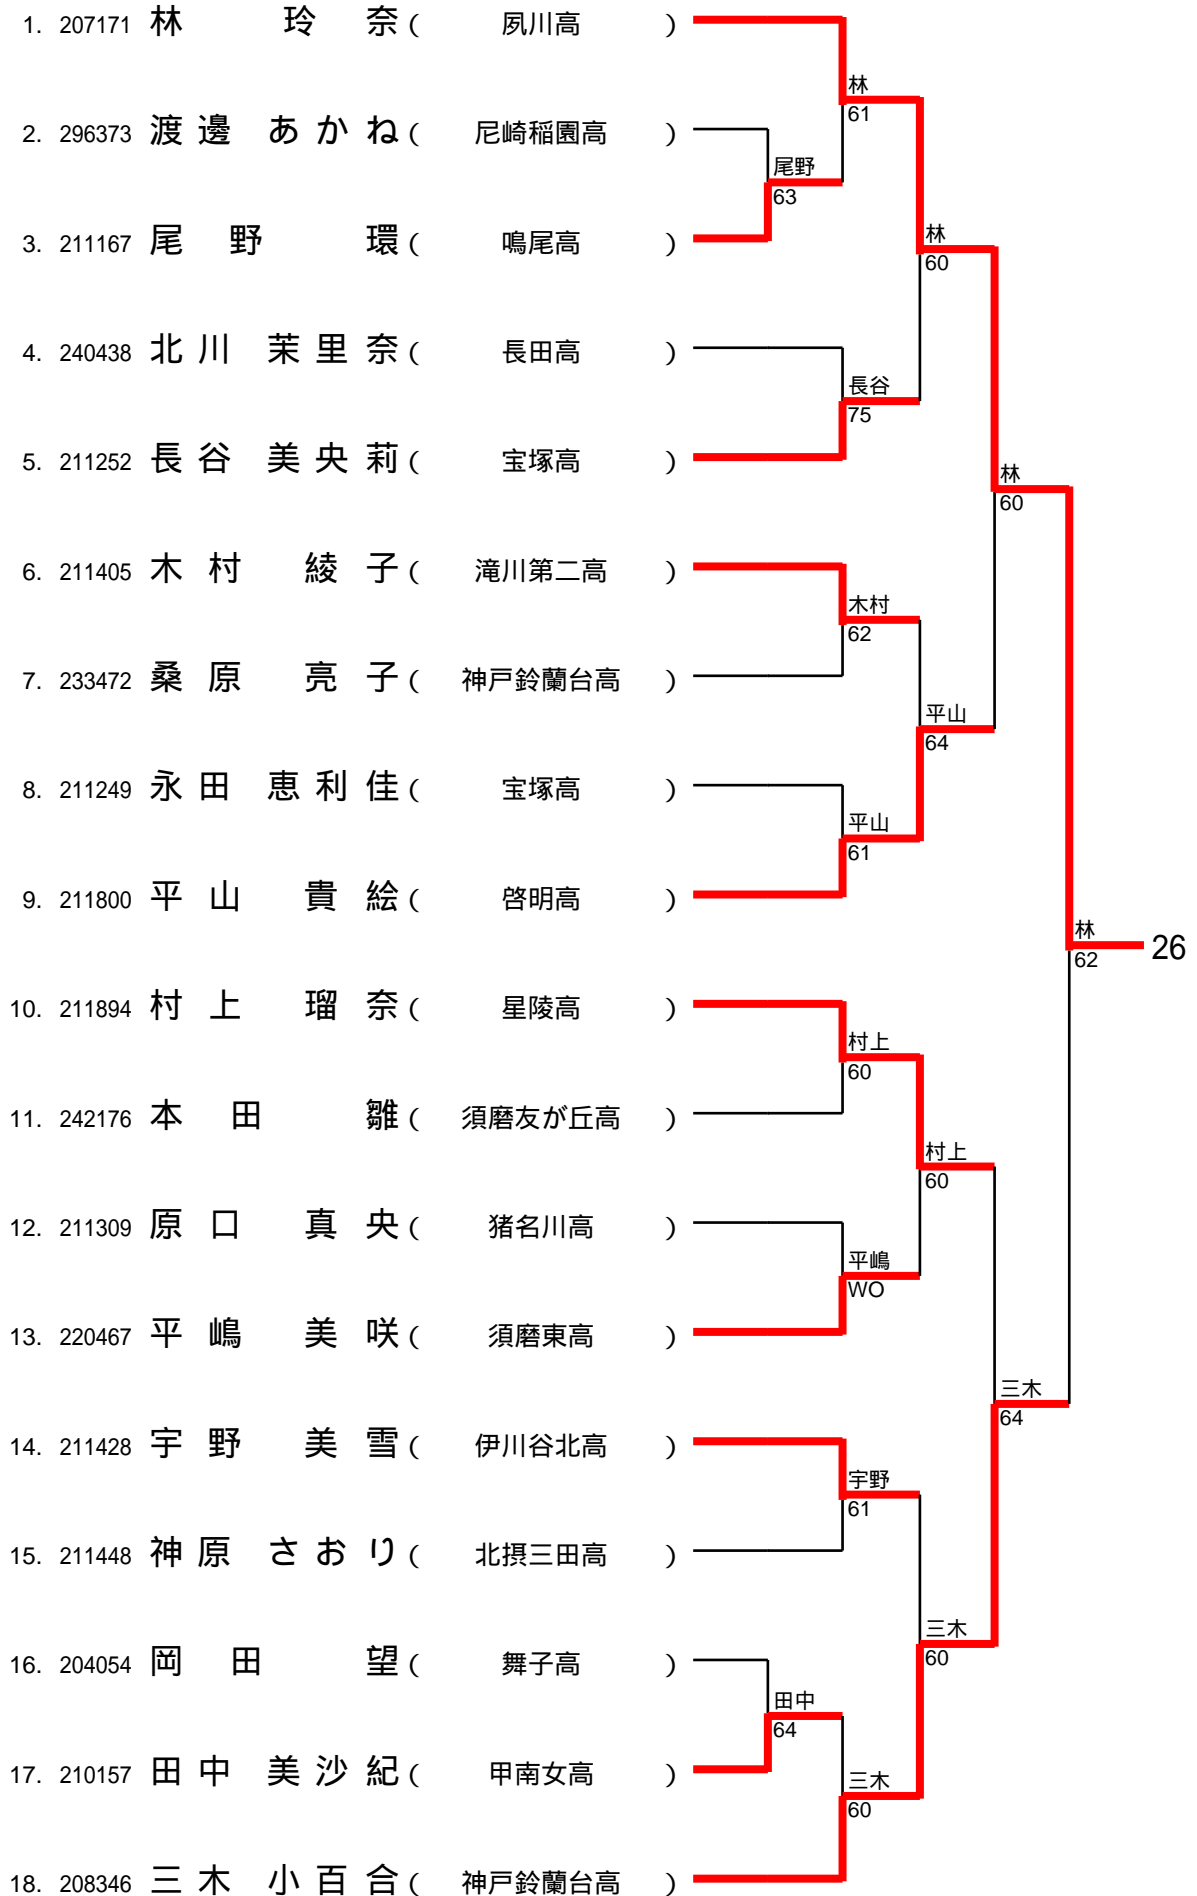 1. 207171 林 玲 奈 ( 夙川高 )
林
61
2. 296373 渡 邊 あ か ね ( 尼崎稲園高 )
尾野
63
3. 211167 尾 野 環 ( 鳴尾高 )
林
60
4. 240438 北 川 茉 里 奈 ( 長田高 )
長谷
75
5. 211252 長 谷 美 央 莉 ( 宝塚高 )
林
60
6. 211405 木 村 綾 子 ( 滝川第二高 )
木村
62
7. 233472 桑 原 亮 子 ( 神戸鈴蘭台高 )
平山
64
8. 211249 永 田 恵 利 佳 ( 宝塚高 )
平山
61
9. 211800 平 山 貴 絵 ( 啓明高 )
林
62
26
10. 211894 村 上 瑠 奈 ( 星陵高 )
村上
60
11. 242176 本 田 雛 ( 須磨友が丘高 )
村上
60
12. 211309 原 口 真 央 ( 猪名川高 )
平嶋
WO
13. 220467 平 嶋 美 咲 ( 須磨東高 )
三木
64
14. 211428 宇 野 美 雪 ( 伊川谷北高 )
宇野
61
15. 211448 神 原 さ お り ( 北摂三田高 )
三木
60
16. 204054 岡 田 望 ( 舞子高 )
田中
64
17. 210157 田 中 美 沙 紀 ( 甲南女高 )
三木
60
18. 208346 三 木 小 百 合 ( 神戸鈴蘭台高 )